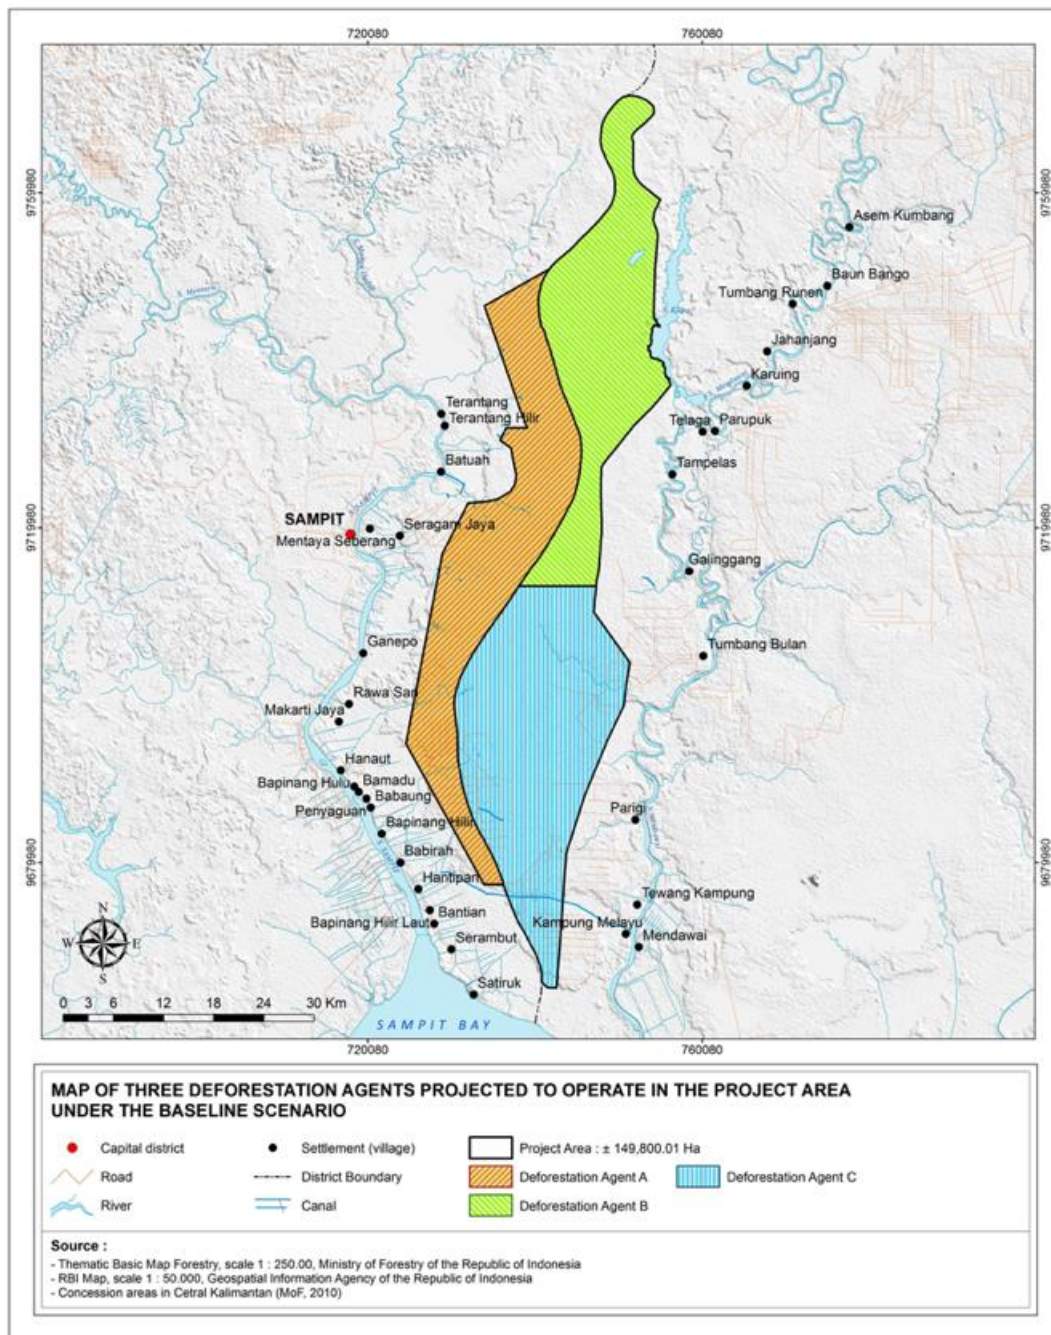 720080
760080
9759980
9759980
Asem Kumbang
Baun Bango
Tumbang Runen
Jahanjang
Karuing
Terantang
Terantang Hilir
Telaga
Parupuk
Batuah
Tampelas
SAMPIT
Seragam Jaya
Mentaya Seberang
9719980
9719980
Galinggang
Ganepo
Tumbang Bulan
Rawa Sari
Makarti Jaya
Hanaut
Bapinang Hulu
Bamadu
Babaung
Penyaguan
Parigi
Bapinang Hilir
Babirah
9679980
9679980
Hantipan
Tewang Kampung
Bantian
Bapinang Hilir Laut
Kampung Melayu
Mendawai
Serambut
N
W
E
S
Satiruk
0 3 6 12 18 24 30 Km
SAMPIT BAY
720080
760080
MAP OF THREE DEFORESTATION AGENTS PROJECTED TO OPERATE IN THE PROJECT AREA
UNDER THE BASELINE SCENARIO
Capital district
Settlement (village)
Project Area : ± 149,800.01 Ha
Road
District Boundary
Deforestation Agent A
Deforestation Agent C
River
Canal
Deforestation Agent B
Source :
- Thematic Basic Map Forestry, scale 1 : 250.00, Ministry of Forestry of the Republic of Indonesia
- RBI Map, scale 1 : 50.000, Geospatial Information Agency of the Republic of Indonesia
- Concession areas in Cetral Kalimantan (MoF, 2010)